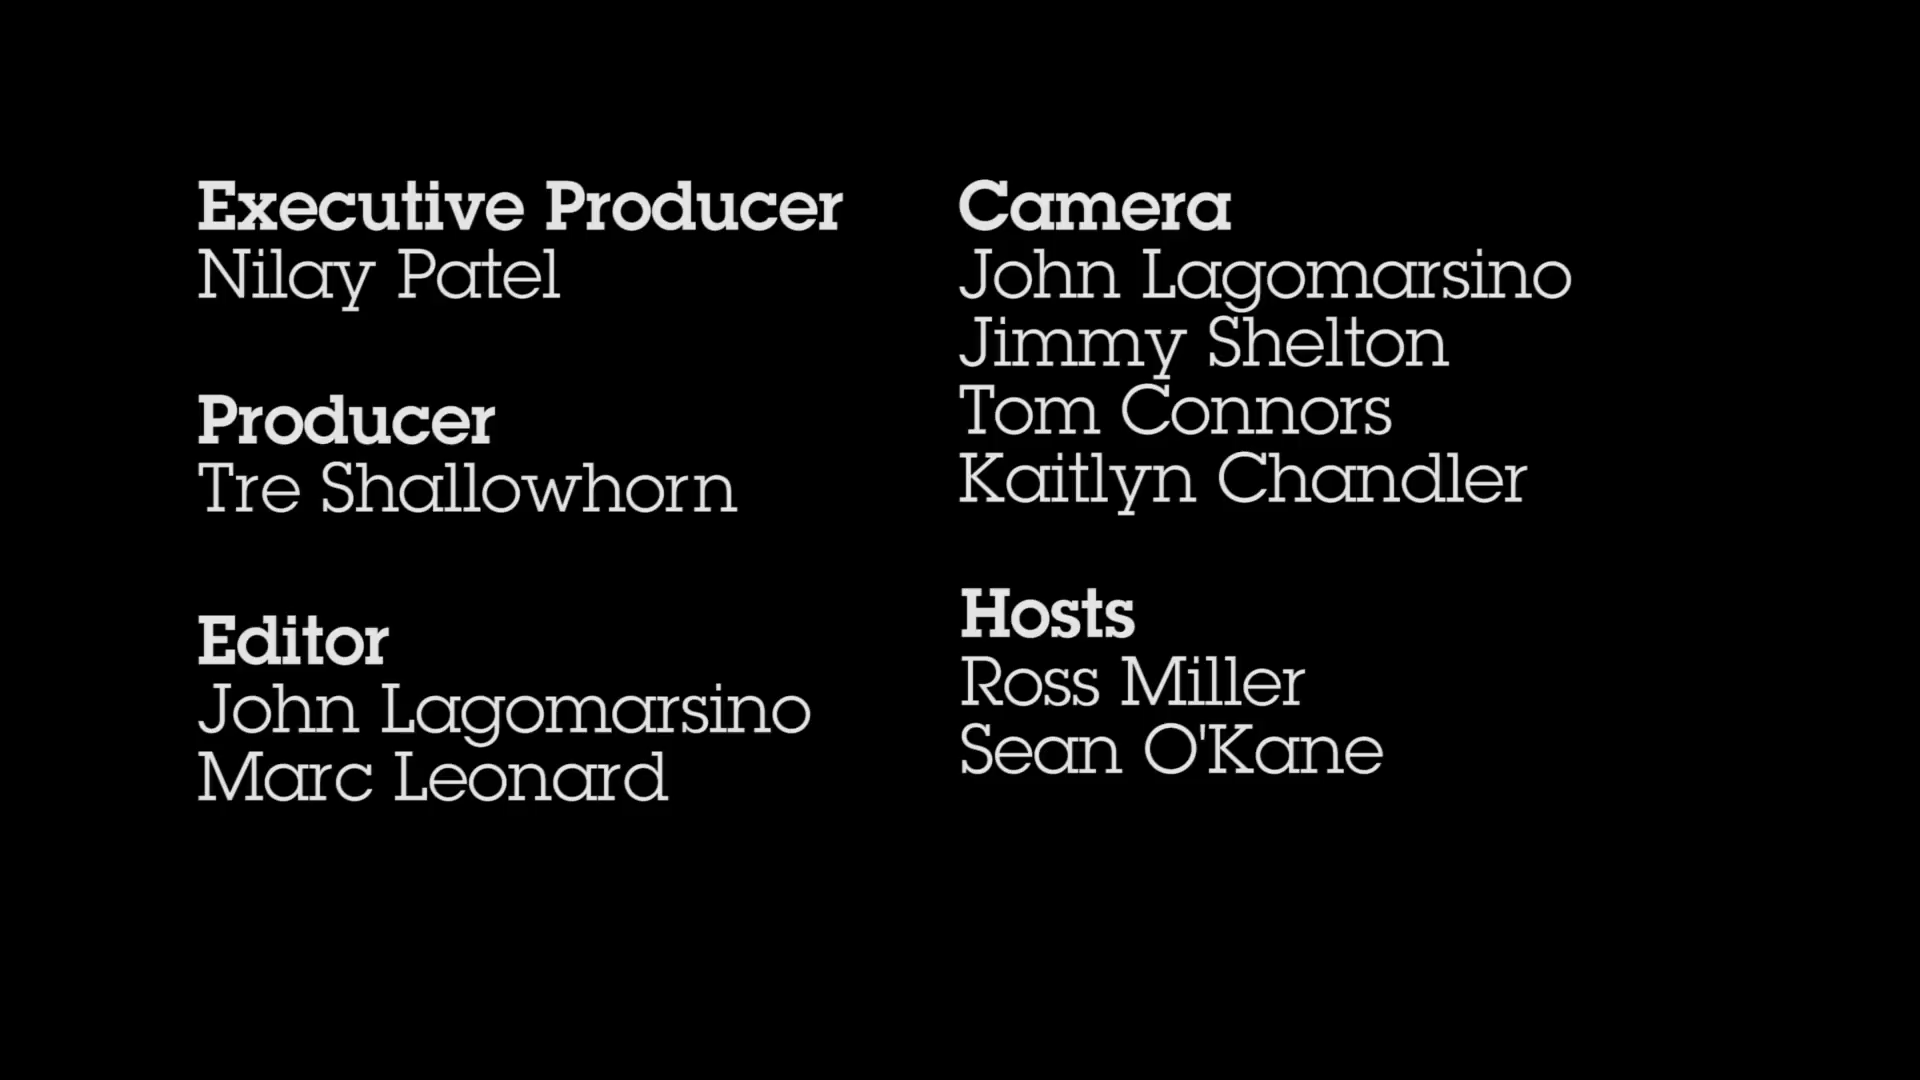 Executive Producer
Nilay Patel
Producer
Tre Shallowhorn
Editor
John Lagomarsino
Marc Leonard
Camera
John Lagomarsino
Jimmy Shelton
Tom Connors
Kaitlyn Chandler
Hosts
Ross Miller
Sean O'Kane